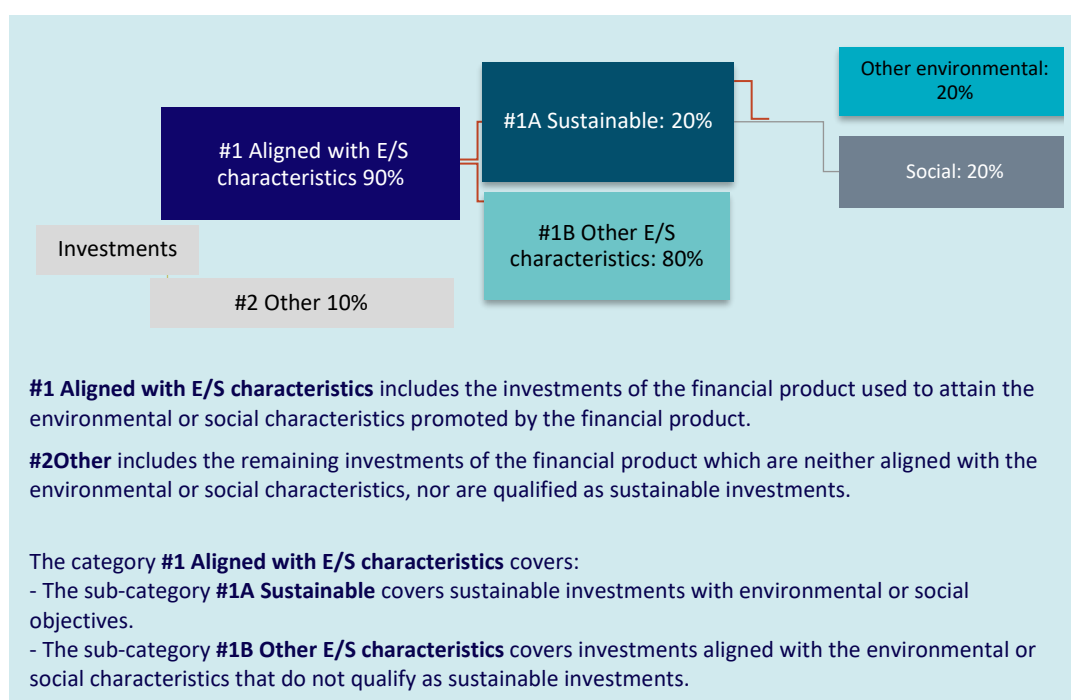 Other environmental:
20%
#1A Sustainable: 20%
#1 Aligned with E/S
characteristics 90%
Social: 20%
#1B Other E/S
characteristics: 80%
Investments
#2 Other 10%
#1 Aligned with E/S characteristics includes the investments of the financial product used to attain the
environmental or social characteristics promoted by the financial product.
#2Other includes the remaining investments of the financial product which are neither aligned with the
environmental or social characteristics, nor are qualified as sustainable investments.
The category #1 Aligned with E/S characteristics covers:
- The sub-category #1A Sustainable covers sustainable investments with environmental or social
objectives.
- The sub-category #1B Other E/S characteristics covers investments aligned with the environmental or
social characteristics that do not qualify as sustainable investments.